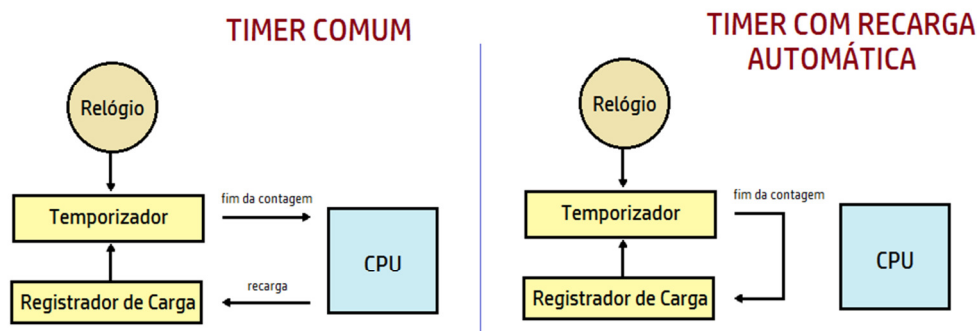 TIMER COMUM
Relógio
Temporizador
fim da contagem
CPU
Registrador de Carga
recarga
TIMER COM RECARGA
AUTOMÁTICA
Relógio
Temporizador
fim da contagem
CPU
Registrador de Carga